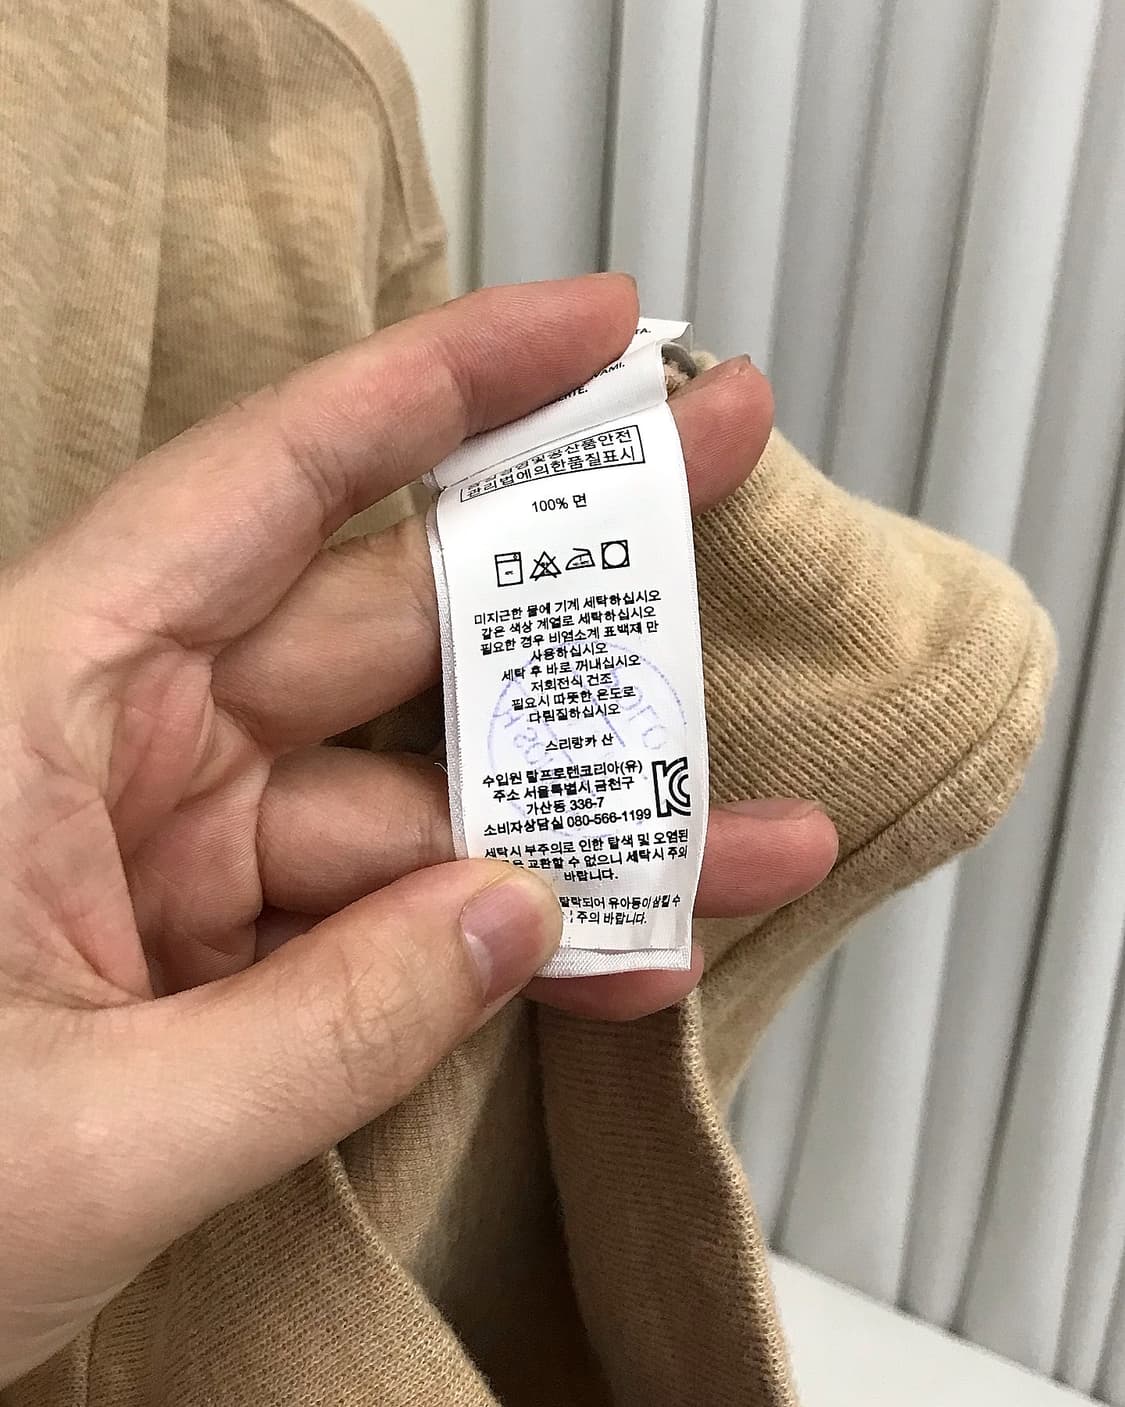 TA.
관리법에의한품질표시
100% 면
미지근한 물에 기계 세탁하십시오
같은 색상 계열로 세탁하십시오
필요한 경우 비염소계 표백제 만
사용하십시오
세탁 후 바로 꺼내십시오
저회전식 건조
필요시 따뜻한 온도로
다림질하십시오
스리랑카 산
수입원 랄프로렌코리아(유)
주소 서울특별시 금천구
가산동 336-7
소비자상담실 080-566-1199
세탁시 부주의로 인한 탈색 및 오염된
교환할 수 없으니 세탁시 주의
바랍니다.
탈락되어 유아등이삼킬수
주의 바랍니다.